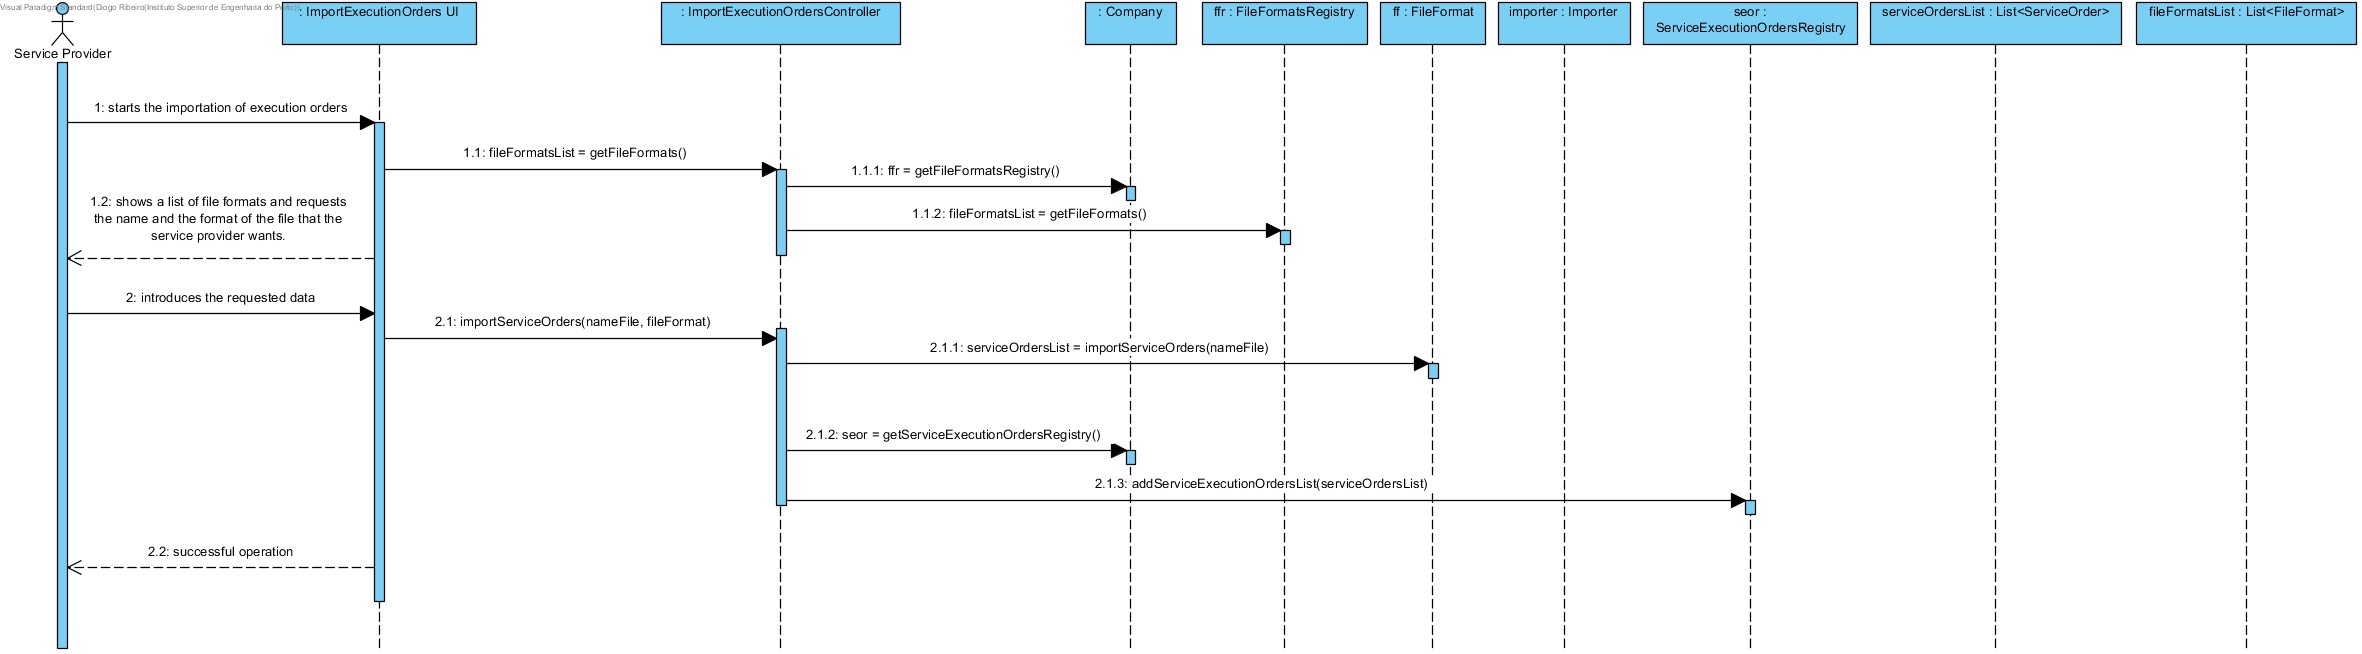 Visual Paradigm Standard(Diogo Ribeiro(Instituto Superior de Engenharia do Porto))
: ImportExecutionOrders UI
: ImportExecutionOrdersController
: Company
ffr : FileFormatsRegistry
ff : FileFormat
importer : Importer
seor :
ServiceExecutionOrdersRegistry
serviceOrdersList : List<ServiceOrder>
fileFormatsList : List<FileFormat>
Service Provider
1: starts the importation of execution orders
1.1: fileFormatsList = getFileFormats()
1.1.1: ffr = getFileFormatsRegistry()
1.1.2: fileFormatsList = getFileFormats()
1.2: shows a list of file formats and requests
the name and the format of the file that the
service provider wants.
2: introduces the requested data
2.1: importServiceOrders(nameFile, fileFormat)
2.1.1: serviceOrdersList = importServiceOrders(nameFile)
2.1.2: seor = getServiceExecutionOrdersRegistry()
2.1.3: addServiceExecutionOrdersList(serviceOrdersList)
2.2: successful operation